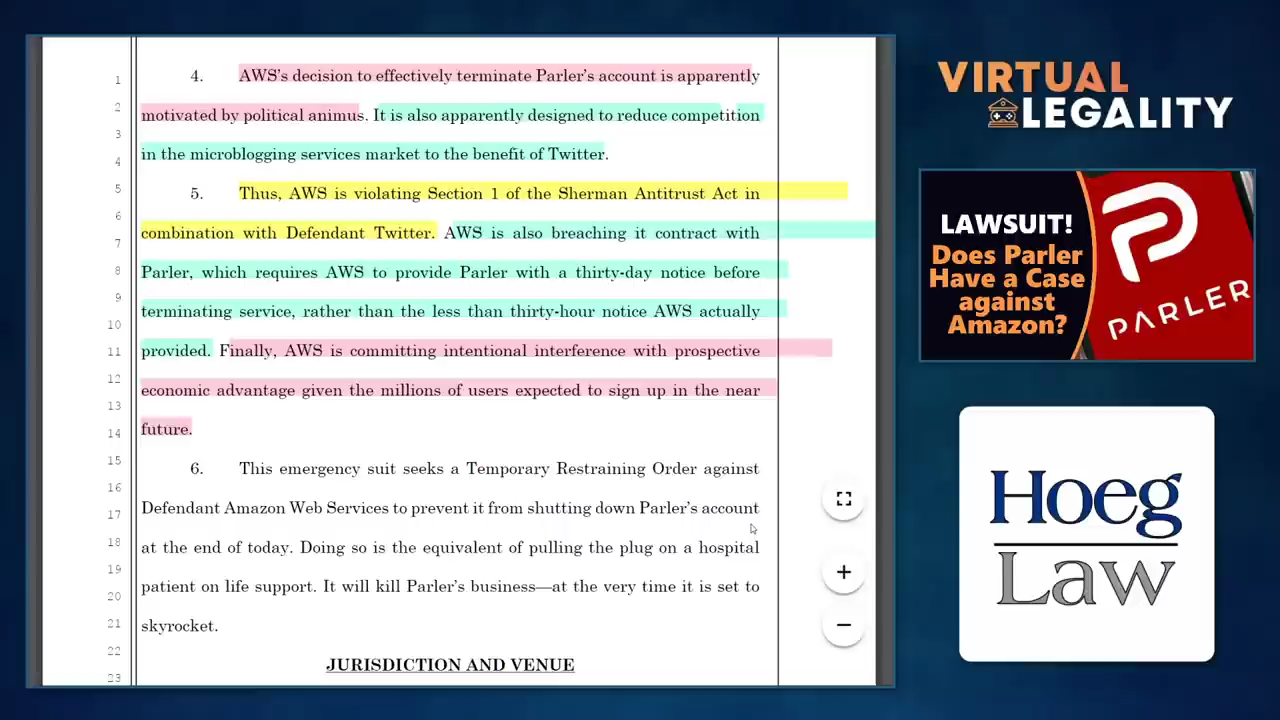 1
2
3
4
5
6
7
8
9
10
11
12
13
14
15
16
17
18
19
20
21
22
23
4. AWS's decision to effectively terminate Parler's account is apparently
motivated by political animus. It is also apparently designed to reduce competition
in the microblogging services market to the benefit of Twitter.
5. Thus, AWS is violating Section 1 of the Sherman Antitrust Act in
combination with Defendant Twitter. AWS is also breaching it contract with
Parler, which requires AWS to provide Parler with a thirty-day notice before
terminating service, rather than the less than thirty-hour notice AWS actually
provided. Finally, AWS is committing intentional interference with prospective
economic advantage given the millions of users expected to sign up in the near
future.
6. This emergency suit seeks a Temporary Restraining Order against
Defendant Amazon Web Services to prevent it from shutting down Parler's account
at the end of today. Doing so is the equivalent of pulling the plug on a hospital
patient on life support. It will kill Parler's business—at the very time it is set to
skyrocket.
JURISDICTION AND VENUE
VIRTUAL
LEGALITY
LAWSUIT!
Does Parler
Have a Case
against
Amazon?
PARLER
Hoeg
Law